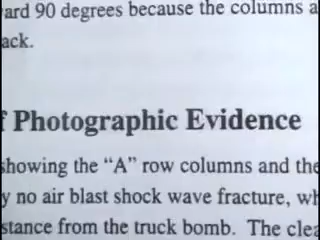 ard 90 degrees because the columns a
ack.
f Photographic Evidence
showing the “A” row columns and the
y no air blast shock wave fracture, wh
stance from the truck bomb. The clea